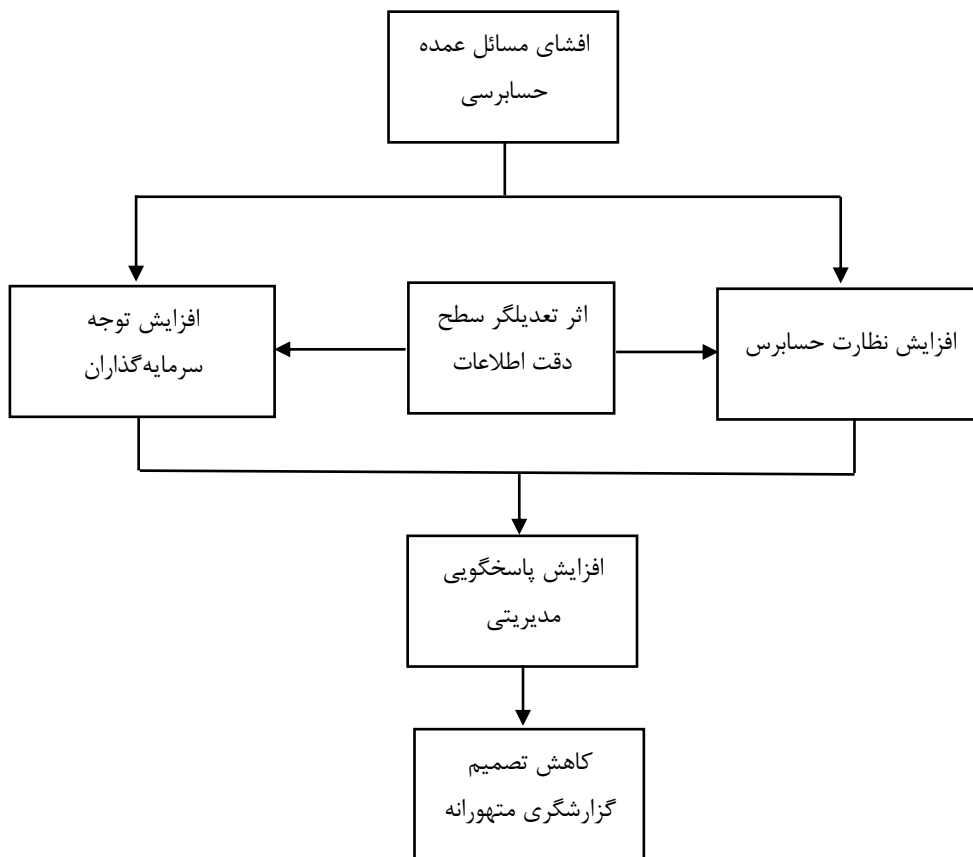 افشای مسائل عمده
حسابرسی
افزایش نظارت حسابرس
اثر تعدیلگر سطح
دقت اطلاعات
افزایش توجه
سرمایه‌گذاران
افزایش پاسخگویی
مدیریتی
کاهش تصمیم
گزارشگری متهورانه